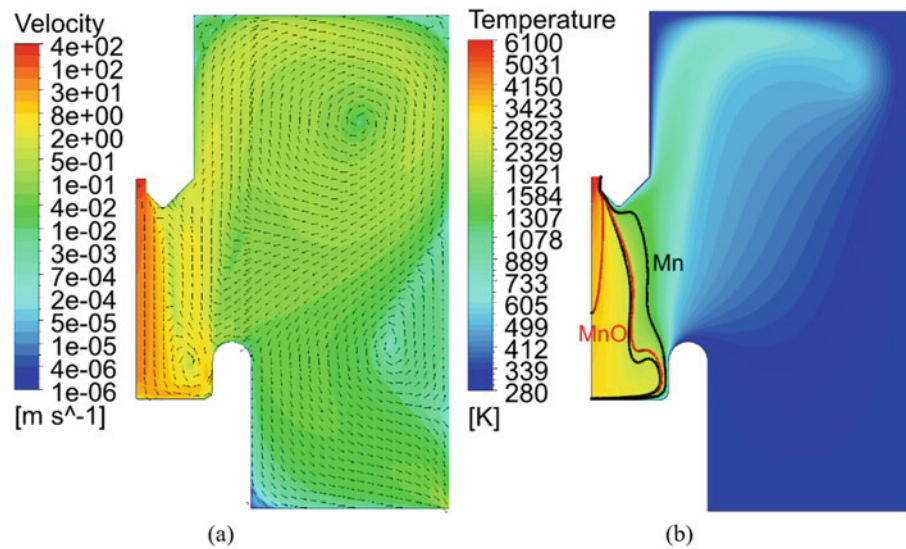 Velocity
4e+02
1e+02
3e+01
8e+00
2e+00
5e-01
1e-01
4e-02
3e-03
7e-04
2e-04
5e-05
1e-05
4e-06
1e-06
[m s^-1]
(a)
Temperature
6100
5031
4150
3423
2823
2329
1921
1584
1307
1078
889
733
605
499
412
339
280
[K]
Mn
MnO
(b)